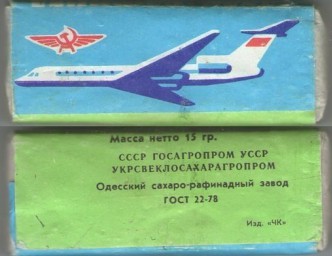 Масса нетто 15 гр.
СССР ГОСАГРОПРОМ УССР
УКРСВЕКЛОСАХАРАГРОПРОМ
Одесский сахаро-рафинадный завод
ГОСТ 22-78
Изд. «ЧК»